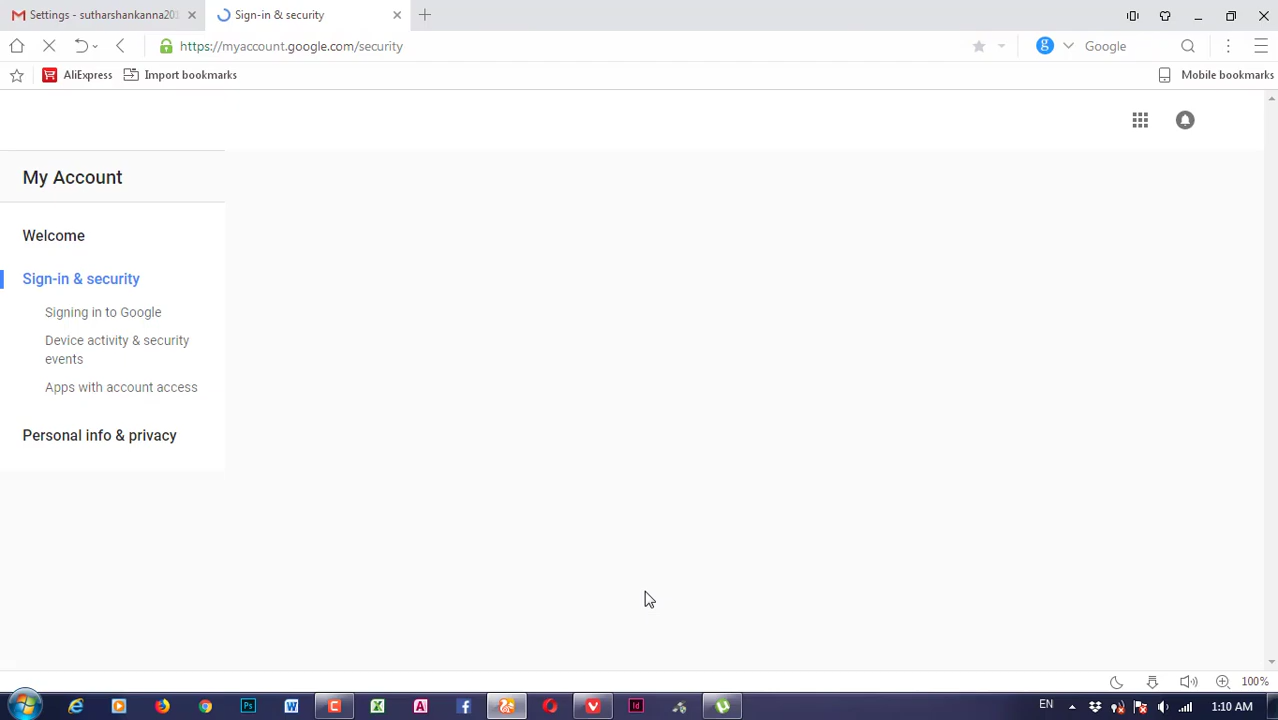 Settings - sutharshankanna201
Sign-in & security
https://myaccount.google.com/security
Google
AliExpress
Import bookmarks
Mobile bookmarks
My Account
Welcome
Sign-in & security
Signing in to Google
Device activity & security
events
Apps with account access
Personal info & privacy
100%
EN
1:10 AM